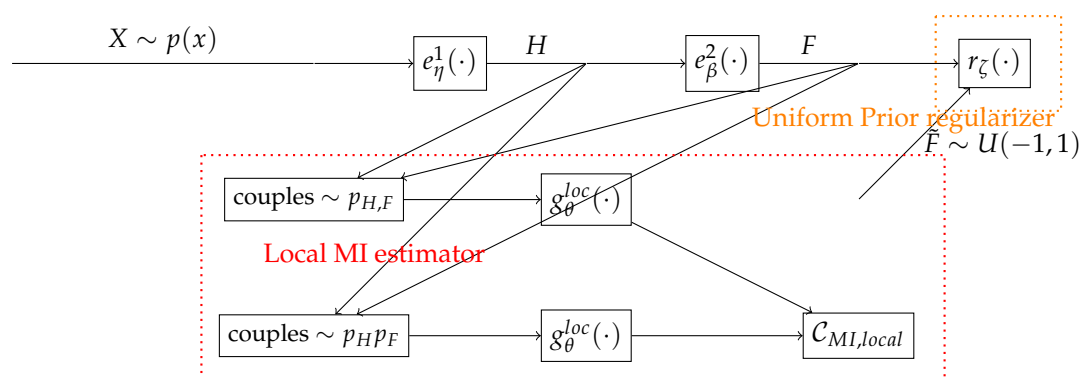 X ∼ p(x)
H
F
e¹_η(·)
e²_β(·)
r_ζ(·)
Uniform Prior regularizer
F̃ ∼ U(−1, 1)
couples ∼ p_{H,F}
g^{loc}_θ(·)
Local MI estimator
couples ∼ p_H p_F
g^{loc}_θ(·)
𝒞_{MI,local}